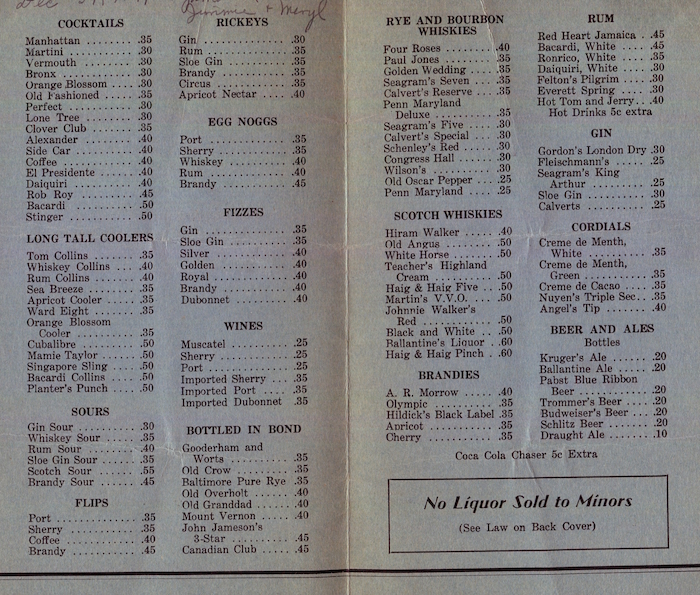 Dec
Jimmie + Meryl
COCKTAILS
Manhattan ........ .35
Martini ........ .30
Vermouth ........ .30
Bronx ........ .30
Orange Blossom .... .30
Old Fashioned ..... .35
Perfect ........ .30
Lone Tree ........ .30
Clover Club ....... .35
Alexander ........ .40
Side Car ........ .40
Coffee ........ .40
El Presidente ..... .40
Daiquiri ........ .40
Rob Roy ........ .45
Bacardi ........ .50
Stinger ........ .50
LONG TALL COOLERS
Tom Collins ....... .35
Whiskey Collins ... .40
Rum Collins ....... .40
Sea Breeze ....... .35
Apricot Cooler .... .35
Ward Eight ....... .35
Orange Blossom
Cooler ........ .35
Cubalibre ........ .50
Mamie Taylor ..... .50
Singapore Sling ... .50
Bacardi Collins ... .50
Planter's Punch ... .50
SOURS
Gin Sour ........ .30
Whiskey Sour ..... .35
Rum Sour ........ .40
Sloe Gin Sour ..... .35
Scotch Sour ....... .55
Brandy Sour ...... .45
FLIPS
Port ........ .35
Sherry ........ .35
Coffee ........ .40
Brandy ........ .45
RICKEYS
Gin ........ .30
Rum ........ .35
Sloe Gin ........ .35
Brandy ........ .35
Circus ........ .35
Apricot Nectar .... .40
EGG NOGGS
Port ........ .35
Sherry ........ .35
Whiskey ........ .40
Rum ........ .40
Brandy ........ .45
FIZZES
Gin ........ .35
Sloe Gin ........ .35
Silver ........ .40
Golden ........ .40
Royal ........ .40
Brandy ........ .40
Dubonnet ........ .40
WINES
Muscatel ........ .25
Sherry ........ .25
Port ........ .25
Imported Sherry ... .35
Imported Port .... .35
Imported Dubonnet .35
BOTTLED IN BOND
Gooderham and
Worts ........ .35
Old Crow ........ .35
Baltimore Pure Rye .35
Old Overholt ...... .40
Old Granddad ..... .40
Mount Vernon ..... .40
John Jameson's
3-Star ........ .45
Canadian Club ..... .45
RYE AND BOURBON
WHISKIES
Four Roses ........ .40
Paul Jones ........ .35
Golden Wedding .... .35
Seagram's Seven ... .35
Calvert's Reserve ... .35
Penn Maryland
Deluxe ........ .35
Seagram's Five .... .30
Calvert's Special ... .30
Schenley's Red .... .30
Congress Hall ..... .30
Wilson's ........ .30
Old Oscar Pepper ... .25
Penn Maryland .... .25
SCOTCH WHISKIES
Hiram Walker ..... .40
Old Angus ........ .50
White Horse ....... .50
Teacher's Highland
Cream ........ .50
Haig & Haig Five .. .50
Martin's V.V.O. .... .50
Johnnie Walker's
Red ........ .50
Black and White ... .50
Ballantine's Liquor . .60
Haig & Haig Pinch . .60
BRANDIES
A. R. Morrow ...... .40
Olympic ........ .35
Hildick's Black Label .35
Apricot ........ .35
Cherry ........ .35
RUM
Red Heart Jamaica . .45
Bacardi, White .... .45
Ronrico, White .... .35
Daiquiri, White .... .30
Felton's Pilgrim .... .30
Everett Spring ..... .30
Hot Tom and Jerry.. .40
Hot Drinks 5c extra
GIN
Gordon's London Dry .30
Fleischmann's ..... .25
Seagram's King
Arthur ........ .25
Sloe Gin ........ .30
Calverts ........ .25
CORDIALS
Creme de Menth,
White ........ .35
Creme de Menth,
Green ........ .35
Creme de Cacao .... .35
Nuyen's Triple Sec.. .35
Angel's Tip ....... .40
BEER AND ALES
Bottles
Kruger's Ale ...... .20
Ballantine Ale ..... .20
Pabst Blue Ribbon
Beer ........ .20
Trommer's Beer .... .20
Budweiser's Beer ... .20
Schlitz Beer ....... .20
Draught Ale ....... .10
Coca Cola Chaser 5c Extra
No Liquor Sold to Minors
(See Law on Back Cover)